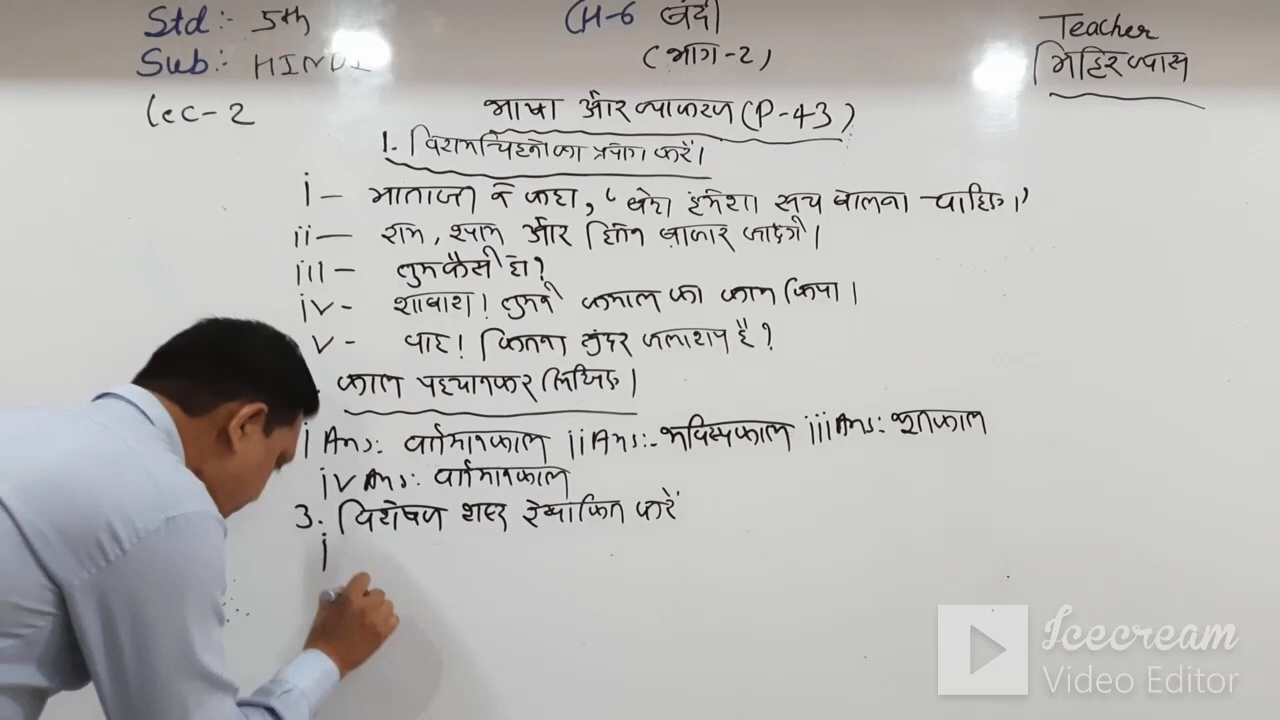 Std :- 5th
Sub :- HINDI
Lec-2
CH-6 बंदी
(भाग-2)
Teacher
मिहिर व्यास
भाषा और व्याकरण (P-43)
1. विरामचिह्नों का प्रयोग करें।
i – माताजी ने कहा, 'बेटा हंमेशा सच बोलना चाहिए।'
ii – राम, श्याम और हितेन बाज़ार जाएंगे।
iii – तुम कैसी हो?
iv - शाबाश! तुमने कमाल का काम किया।
v - वाह! कितना सुंदर जलाशय है?
काल पहचानकर लिखिए।
i Ans: वर्तमानकाल ii Ans:- भविष्यकाल iii Ans: भूतकाल
iv Ans: वर्तमानकाल
3. विशेषण शब्द रेखांकित करें
i
Icecream
Video Editor